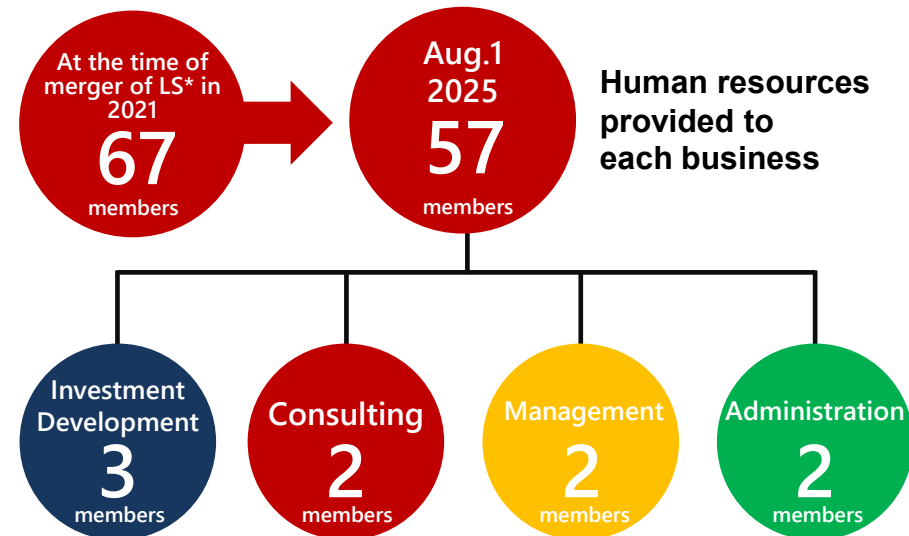 At the time of
merger of LS* in
2021
67
members
Aug.1
2025
57
members
Human resources
provided to
each business
Investment
Development
3
members
Consulting
2
members
Management
2
members
Administration
2
members